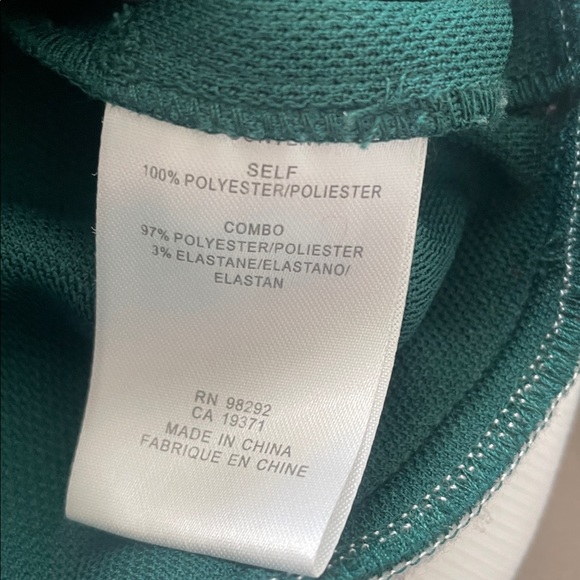 SELF
100% POLYESTER/POLIESTER
COMBO
97% POLYESTER/POLIESTER
3% ELASTANE/ELASTANO/
ELASTAN
RN 98292
CA 19371
MADE IN CHINA
FABRIQUE EN CHINE